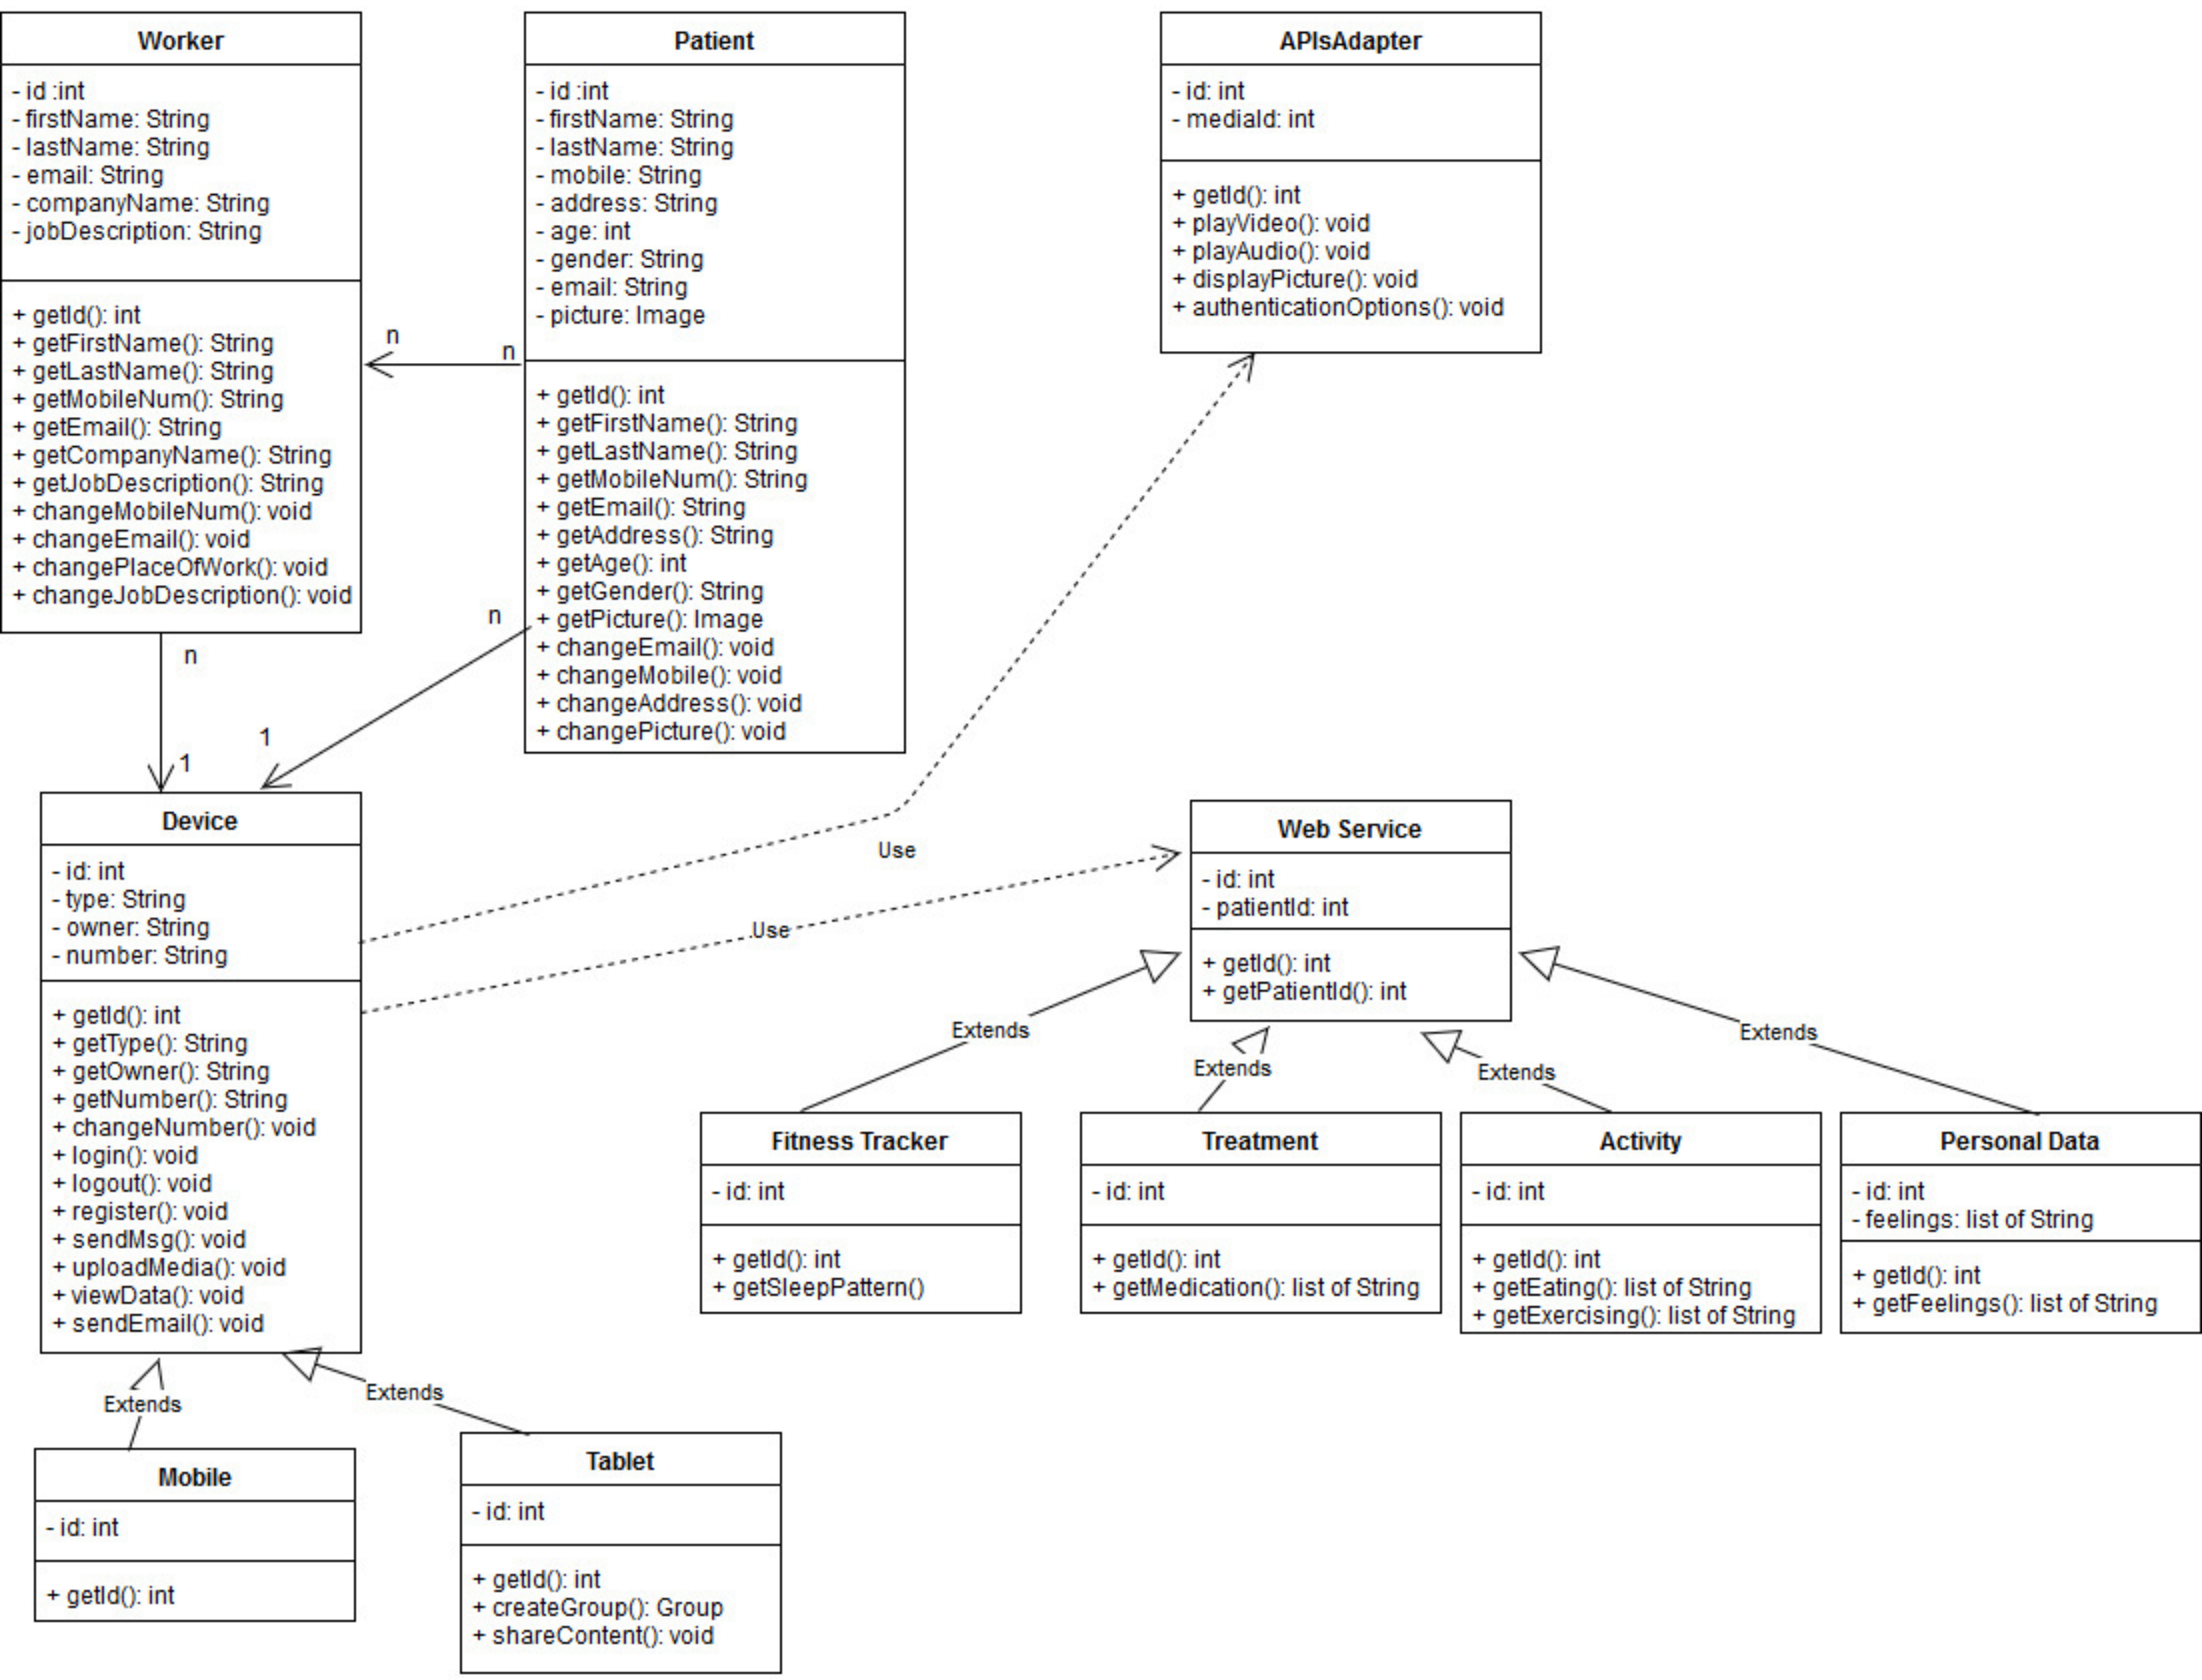 Worker
- id :int
- firstName: String
- lastName: String
- email: String
- companyName: String
- jobDescription: String
+ getId(): int
+ getFirstName(): String
+ getLastName(): String
+ getMobileNum(): String
+ getEmail(): String
+ getCompanyName(): String
+ getJobDescription(): String
+ changeMobileNum(): void
+ changeEmail(): void
+ changePlaceOfWork(): void
+ changeJobDescription(): void
n
n
Patient
- id :int
- firstName: String
- lastName: String
- mobile: String
- address: String
- age: int
- gender: String
- email: String
- picture: Image
+ getId(): int
+ getFirstName(): String
+ getLastName(): String
+ getMobileNum(): String
+ getEmail(): String
+ getAddress(): String
+ getAge(): int
+ getGender(): String
+ getPicture(): Image
+ changeEmail(): void
+ changeMobile(): void
+ changeAddress(): void
+ changePicture(): void
APIsAdapter
- id: int
- mediaId: int
+ getId(): int
+ playVideo(): void
+ playAudio(): void
+ displayPicture(): void
+ authenticationOptions(): void
n
n
1
1
Device
- id: int
- type: String
- owner: String
- number: String
+ getId(): int
+ getType(): String
+ getOwner(): String
+ getNumber(): String
+ changeNumber(): void
+ login(): void
+ logout(): void
+ register(): void
+ sendMsg(): void
+ uploadMedia(): void
+ viewData(): void
+ sendEmail(): void
Use
Use
Web Service
- id: int
- patientId: int
+ getId(): int
+ getPatientId(): int
Extends
Extends
Extends
Extends
Fitness Tracker
- id: int
+ getId(): int
+ getSleepPattern()
Treatment
- id: int
+ getId(): int
+ getMedication(): list of String
Activity
- id: int
+ getId(): int
+ getEating(): list of String
+ getExercising(): list of String
Personal Data
- id: int
- feelings: list of String
+ getId(): int
+ getFeelings(): list of String
Extends
Extends
Mobile
- id: int
+ getId(): int
Tablet
- id: int
+ getId(): int
+ createGroup(): Group
+ shareContent(): void